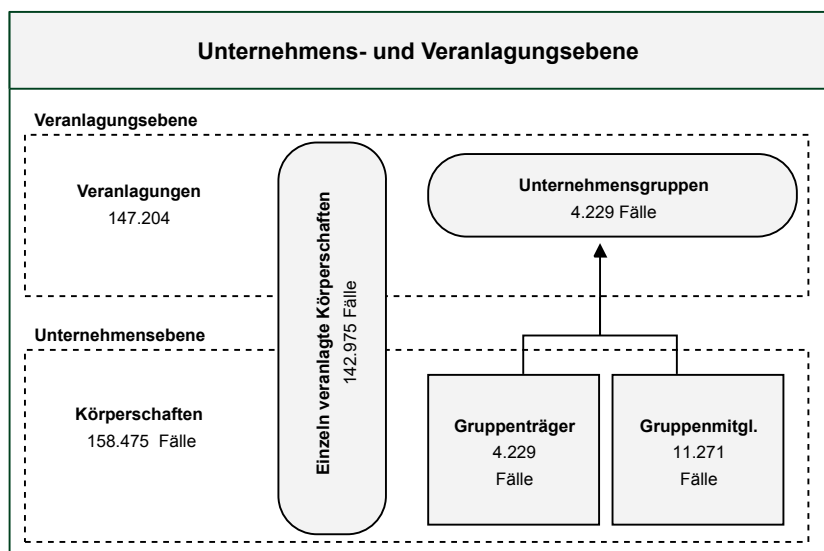 Unternehmens- und Veranlagungsebene
Veranlagungsebene
Veranlagungen
147.204
Einzeln veranlagte Körperschaften
142.975 Fälle
Unternehmensgruppen
4.229 Fälle
Unternehmensebene
Körperschaften
158.475 Fälle
Gruppenträger
4.229
Fälle
Gruppenmitgl.
11.271
Fälle